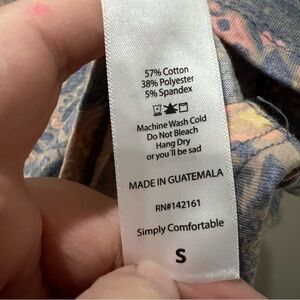 57% Cotton
38% Polyester
5% Spandex
Machine Wash Cold
Do Not Bleach
Hang Dry
or you'll be sad
MADE IN GUATEMALA
RN#142161
Simply Comfortable
S